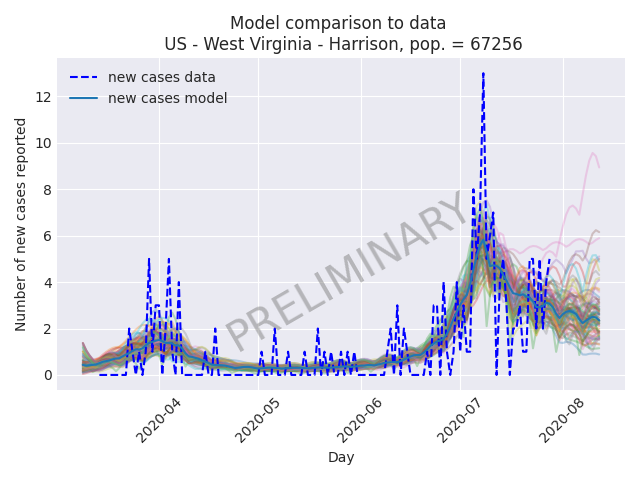 Model comparison to data
US - West Virginia - Harrison, pop. = 67256
new cases data
new cases model
PRELIMINARY
Number of new cases reported
12
10
8
6
4
2
0
2020-04
2020-05
2020-06
2020-07
2020-08
Day